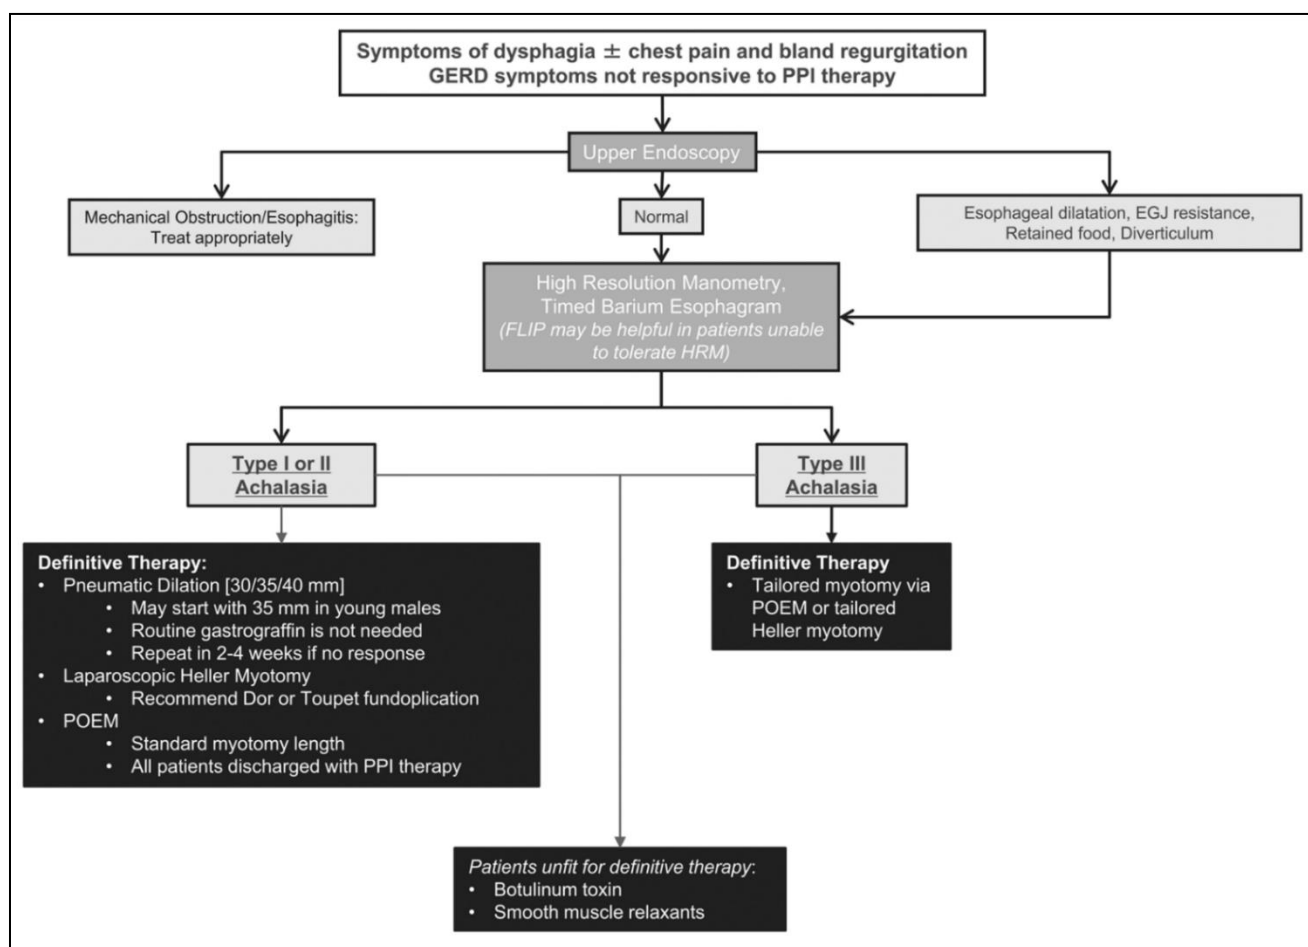 Symptoms of dysphagia ± chest pain and bland regurgitation
GERD symptoms not responsive to PPI therapy
Upper Endoscopy
Mechanical Obstruction/Esophagitis:
Treat appropriately
Normal
Esophageal dilatation, EGJ resistance,
Retained food, Diverticulum
High Resolution Manometry,
Timed Barium Esophagram
(FLIP may be helpful in patients unable
to tolerate HRM)
Type I or II
Achalasia
Type III
Achalasia
Definitive Therapy:
• Pneumatic Dilation [30/35/40 mm]
• May start with 35 mm in young males
• Routine gastrograffin is not needed
• Repeat in 2-4 weeks if no response
• Laparoscopic Heller Myotomy
• Recommend Dor or Toupet fundoplication
• POEM
• Standard myotomy length
• All patients discharged with PPI therapy
Definitive Therapy
• Tailored myotomy via
POEM or tailored
Heller myotomy
Patients unfit for definitive therapy:
• Botulinum toxin
• Smooth muscle relaxants